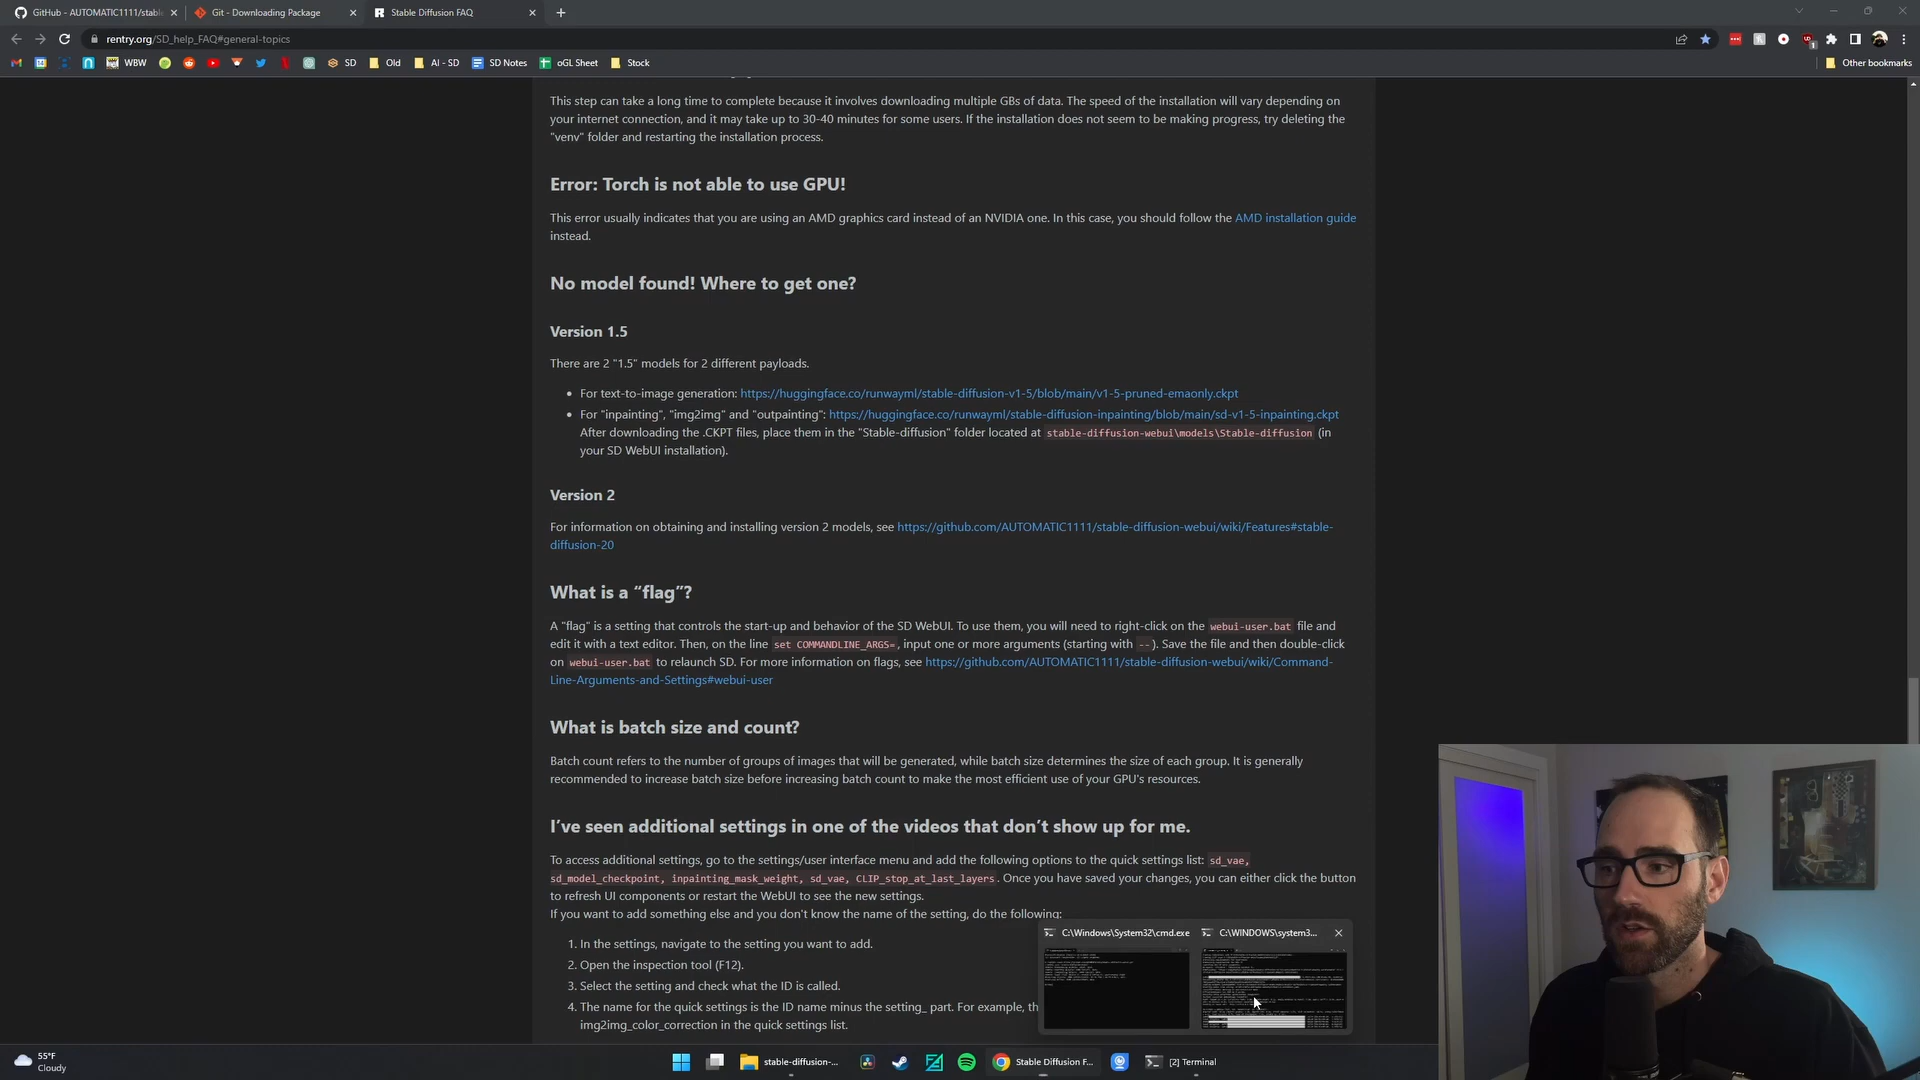 GitHub - AUTOMATIC1111/stabl
Git - Downloading Package
Stable Diffusion FAQ
rentry.org/SD_help_FAQ#general-topics
WBW
SD
Old
AI - SD
SD Notes
oGL Sheet
Stock
Other bookmarks
This step can take a long time to complete because it involves downloading multiple GBs of data. The speed of the installation will vary depending on
your internet connection, and it may take up to 30-40 minutes for some users. If the installation does not seem to be making progress, try deleting the
"venv" folder and restarting the installation process.
Error: Torch is not able to use GPU!
This error usually indicates that you are using an AMD graphics card instead of an NVIDIA one. In this case, you should follow the AMD installation guide
instead.
No model found! Where to get one?
Version 1.5
There are 2 "1.5" models for 2 different payloads.
• For text-to-image generation: https://huggingface.co/runwayml/stable-diffusion-v1-5/blob/main/v1-5-pruned-emaonly.ckpt
• For "inpainting", "img2img" and "outpainting": https://huggingface.co/runwayml/stable-diffusion-inpainting/blob/main/sd-v1-5-inpainting.ckpt
After downloading the .CKPT files, place them in the "Stable-diffusion" folder located at stable-diffusion-webui\models\Stable-diffusion (in
your SD WebUI installation).
Version 2
For information on obtaining and installing version 2 models, see https://github.com/AUTOMATIC1111/stable-diffusion-webui/wiki/Features#stable-
diffusion-20
What is a “flag”?
A "flag" is a setting that controls the start-up and behavior of the SD WebUI. To use them, you will need to right-click on the webui-user.bat file and
edit it with a text editor. Then, on the line set COMMANDLINE_ARGS=, input one or more arguments (starting with --). Save the file and then double-click
on webui-user.bat to relaunch SD. For more information on flags, see https://github.com/AUTOMATIC1111/stable-diffusion-webui/wiki/Command-
Line-Arguments-and-Settings#webui-user
What is batch size and count?
Batch count refers to the number of groups of images that will be generated, while batch size determines the size of each group. It is generally
recommended to increase batch size before increasing batch count to make the most efficient use of your GPU's resources.
I’ve seen additional settings in one of the videos that don’t show up for me.
To access additional settings, go to the settings/user interface menu and add the following options to the quick settings list: sd_vae,
sd_model_checkpoint, inpainting_mask_weight, sd_vae, CLIP_stop_at_last_layers. Once you have saved your changes, you can either click the button
to refresh UI components or restart the WebUI to see the new settings.
If you want to add something else and you don't know the name of the setting, do the following:
1. In the settings, navigate to the setting you want to add.
2. Open the inspection tool (F12).
3. Select the setting and check what the ID is called.
4. The name for the quick settings is the ID name minus the setting_ part. For example, th
img2img_color_correction in the quick settings list.
C:\Windows\System32\cmd.exe
C:\WINDOWS\system3...
55°F
Cloudy
stable-diffusion-...
Stable Diffusion F...
[2] Terminal